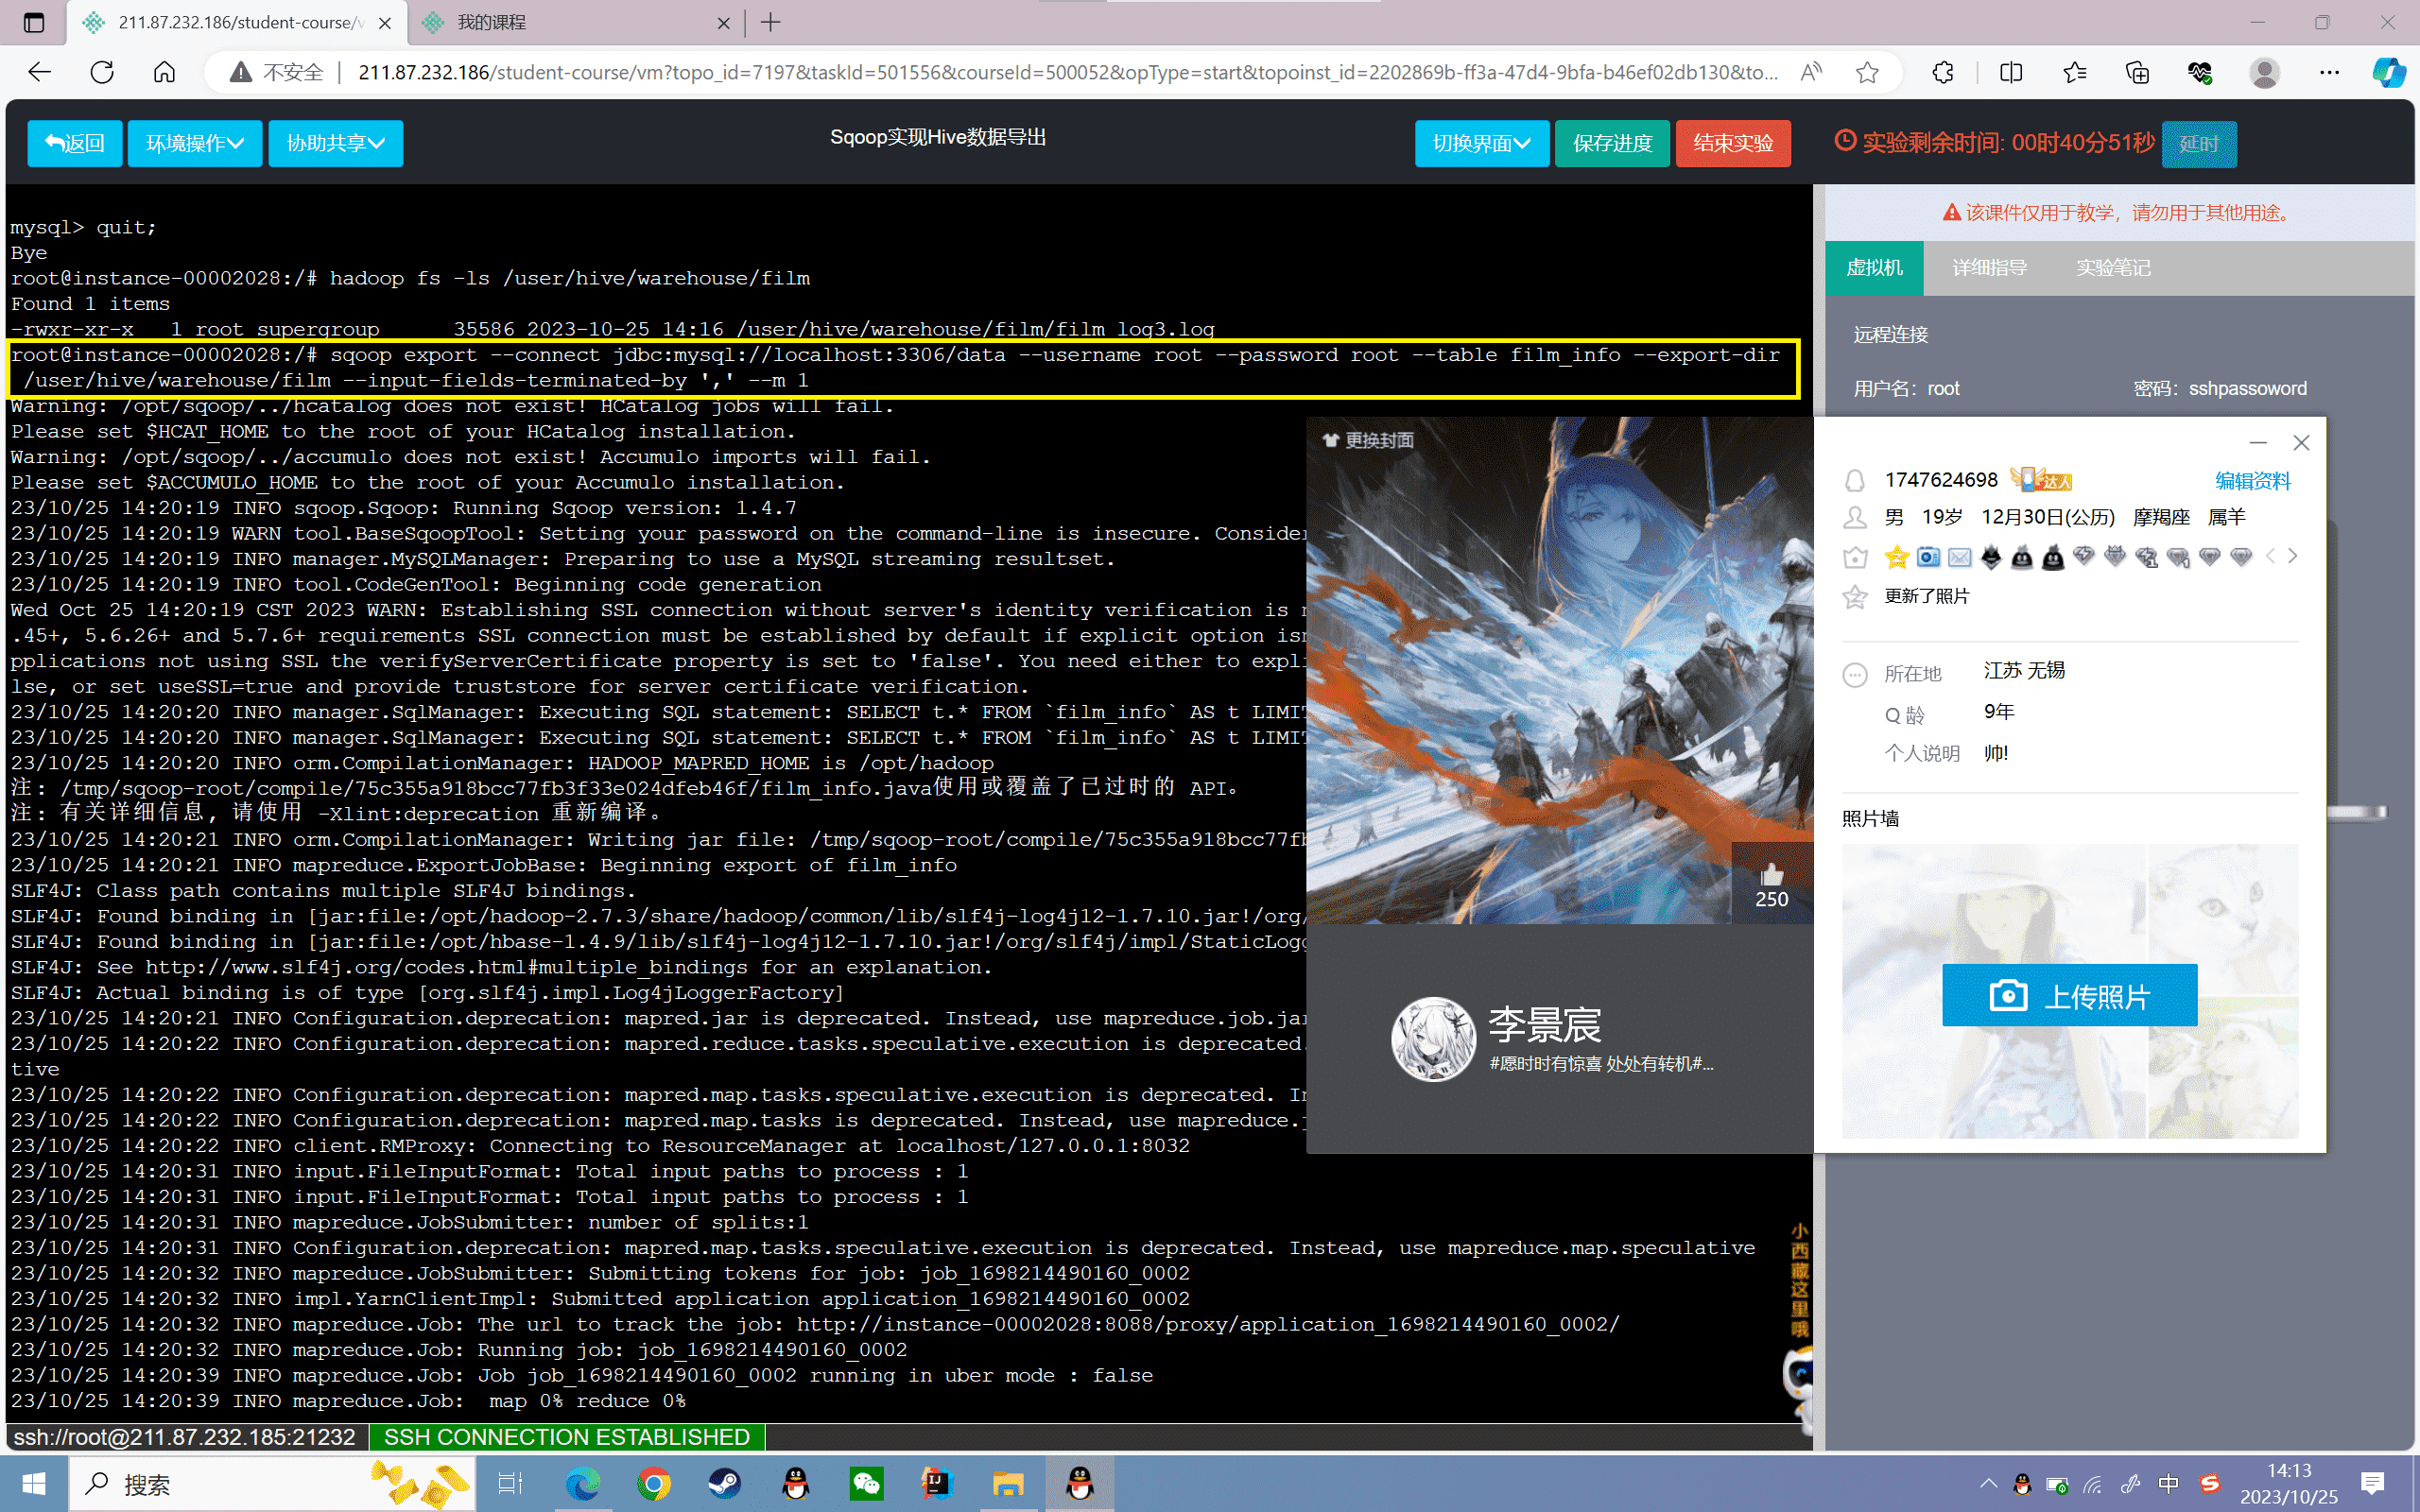 211.87.232.186/student-course/v
我的课程
不安全
211.87.232.186/student-course/vm?topo_id=7197&taskId=501556&courseId=500052&opType=start&topoinst_id=2202869b-ff3a-47d4-9bfa-b46ef02db130&to...
返回
环境操作
协助共享
Sqoop实现Hive数据导出
切换界面
保存进度
结束实验
实验剩余时间: 00时40分51秒
延时
mysql> quit;
Bye
root@instance-00002028:/# hadoop fs -ls /user/hive/warehouse/film
Found 1 items
-rwxr-xr-x   1 root supergroup      35586 2023-10-25 14:16 /user/hive/warehouse/film/film_log3.log
root@instance-00002028:/# sqoop export --connect jdbc:mysql://localhost:3306/data --username root --password root --table film_info --export-dir
/user/hive/warehouse/film --input-fields-terminated-by ',' --m 1
Warning: /opt/sqoop/../hcatalog does not exist! HCatalog jobs will fail.
Please set $HCAT_HOME to the root of your HCatalog installation.
Warning: /opt/sqoop/../accumulo does not exist! Accumulo imports will fail.
Please set $ACCUMULO_HOME to the root of your Accumulo installation.
23/10/25 14:20:19 INFO sqoop.Sqoop: Running Sqoop version: 1.4.7
23/10/25 14:20:19 WARN tool.BaseSqoopTool: Setting your password on the command-line is insecure. Consider
23/10/25 14:20:19 INFO manager.MySQLManager: Preparing to use a MySQL streaming resultset.
23/10/25 14:20:19 INFO tool.CodeGenTool: Beginning code generation
Wed Oct 25 14:20:19 CST 2023 WARN: Establishing SSL connection without server's identity verification is
.45+, 5.6.26+ and 5.7.6+ requirements SSL connection must be established by default if explicit option
pplications not using SSL the verifyServerCertificate property is set to 'false'. You need either to
lse, or set useSSL=true and provide truststore for server certificate verification.
23/10/25 14:20:20 INFO manager.SqlManager: Executing SQL statement: SELECT t.* FROM `film_info` AS t LIMIT
23/10/25 14:20:20 INFO manager.SqlManager: Executing SQL statement: SELECT t.* FROM `film_info` AS t LIMIT
23/10/25 14:20:20 INFO orm.CompilationManager: HADOOP_MAPRED_HOME is /opt/hadoop
注: /tmp/sqoop-root/compile/75c355a918bcc77fb3f33e024dfeb46f/film_info.java使用或覆盖了已过时的 API。
注: 有关详细信息, 请使用 -Xlint:deprecation 重新编译。
23/10/25 14:20:21 INFO orm.CompilationManager: Writing jar file: /tmp/sqoop-root/compile/75c355a918bcc77fb
23/10/25 14:20:21 INFO mapreduce.ExportJobBase: Beginning export of film_info
SLF4J: Class path contains multiple SLF4J bindings.
SLF4J: Found binding in [jar:file:/opt/hadoop-2.7.3/share/hadoop/common/lib/slf4j-log4j12-1.7.10.jar!/org/
SLF4J: Found binding in [jar:file:/opt/hbase-1.4.9/lib/slf4j-log4j12-1.7.10.jar!/org/slf4j/impl/StaticLogg
SLF4J: See http://www.slf4j.org/codes.html#multiple_bindings for an explanation.
SLF4J: Actual binding is of type [org.slf4j.impl.Log4jLoggerFactory]
23/10/25 14:20:21 INFO Configuration.deprecation: mapred.jar is deprecated. Instead, use mapreduce.job.jar
23/10/25 14:20:22 INFO Configuration.deprecation: mapred.reduce.tasks.speculative.execution is deprecated.
tive
23/10/25 14:20:22 INFO Configuration.deprecation: mapred.map.tasks.speculative.execution is deprecated. In
23/10/25 14:20:22 INFO Configuration.deprecation: mapred.map.tasks is deprecated. Instead, use mapreduce.j
23/10/25 14:20:22 INFO client.RMProxy: Connecting to ResourceManager at localhost/127.0.0.1:8032
23/10/25 14:20:31 INFO input.FileInputFormat: Total input paths to process : 1
23/10/25 14:20:31 INFO input.FileInputFormat: Total input paths to process : 1
23/10/25 14:20:31 INFO mapreduce.JobSubmitter: number of splits:1
23/10/25 14:20:31 INFO Configuration.deprecation: mapred.map.tasks.speculative.execution is deprecated. Instead, use mapreduce.map.speculative
23/10/25 14:20:32 INFO mapreduce.JobSubmitter: Submitting tokens for job: job_1698214490160_0002
23/10/25 14:20:32 INFO impl.YarnClientImpl: Submitted application application_1698214490160_0002
23/10/25 14:20:32 INFO mapreduce.Job: The url to track the job: http://instance-00002028:8088/proxy/application_1698214490160_0002/
23/10/25 14:20:32 INFO mapreduce.Job: Running job: job_1698214490160_0002
23/10/25 14:20:39 INFO mapreduce.Job: Job job_1698214490160_0002 running in uber mode : false
23/10/25 14:20:39 INFO mapreduce.Job:  map 0% reduce 0%
ssh://root@211.87.232.185:21232
SSH CONNECTION ESTABLISHED
该课件仅用于教学，请勿用于其他用途。
虚拟机
详细指导
实验笔记
远程连接
用户名：root
密码：sshpassoword
更换封面
250
李景宸
#愿时时有惊喜 处处有转机#...
1747624698
达人
编辑资料
男 19岁 12月30日(公历) 摩羯座 属羊
更新了照片
所在地 江苏 无锡
Q 龄 9年
个人说明 帅!
照片墙
上传照片
小西藏这里哦
搜索
中
14:13
2023/10/25